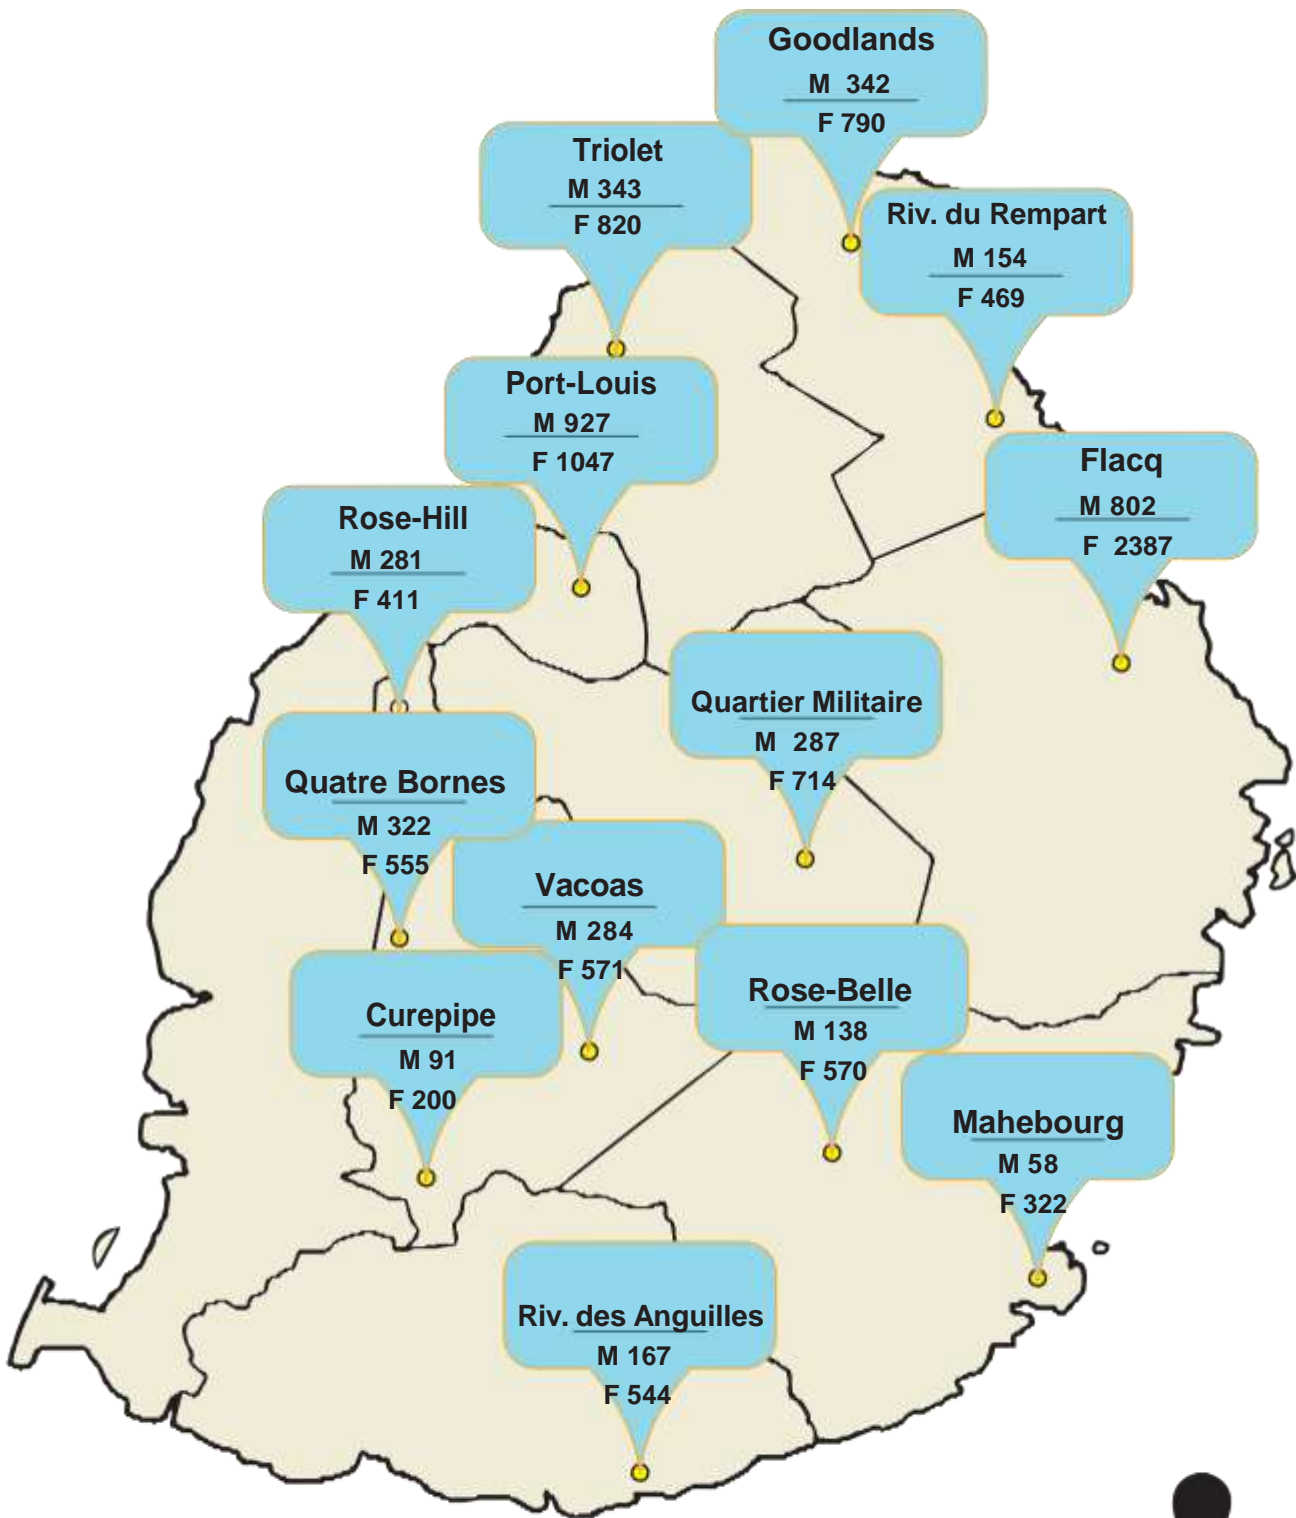 Goodlands
M 342
F 790
Triolet
M 343
F 820
Riv. du Rempart
M 154
F 469
Port-Louis
M 927
F 1047
Flacq
M 802
F 2387
Rose-Hill
M 281
F 411
Quartier Militaire
M 287
F 714
Quatre Bornes
M 322
F 555
Vacoas
M 284
F 571
Rose-Belle
M 138
F 570
Curepipe
M 91
F 200
Mahebourg
M 58
F 322
Riv. des Anguilles
M 167
F 544